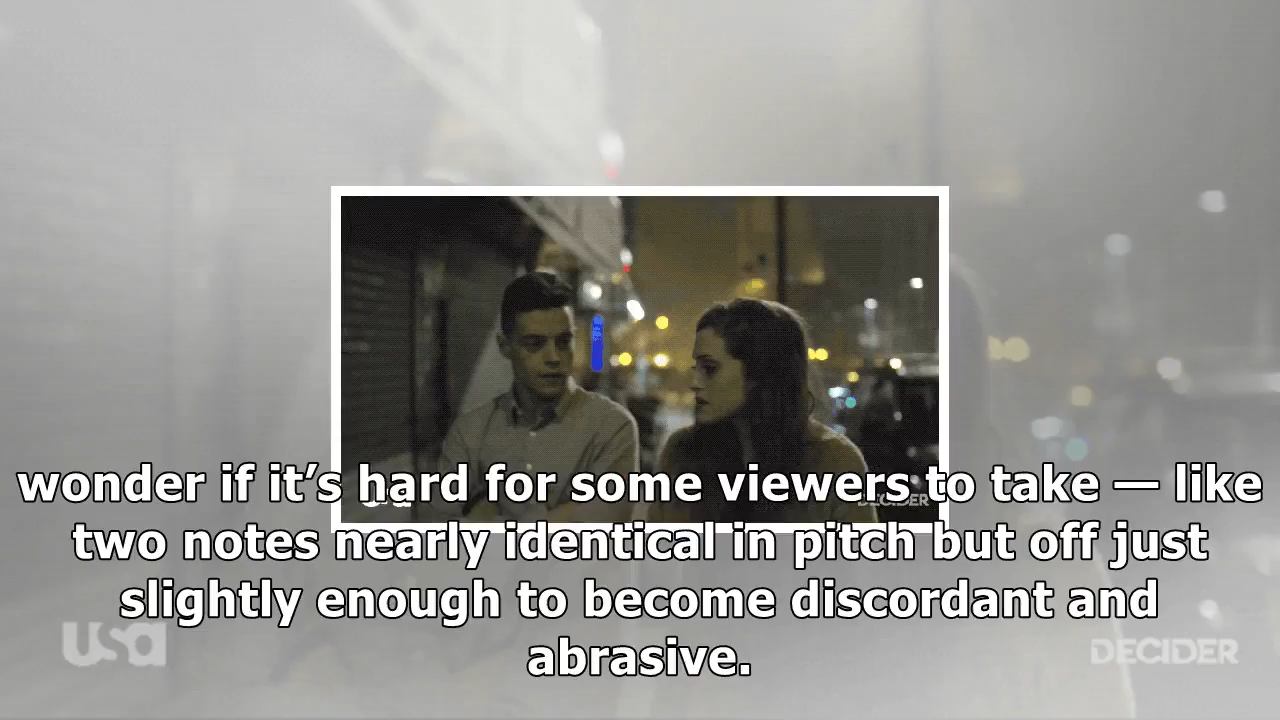 wonder if it’s hard for some viewers to take — like
two notes nearly identical in pitch but off just
slightly enough to become discordant and
abrasive.
usa
DECIDER
DECIDER